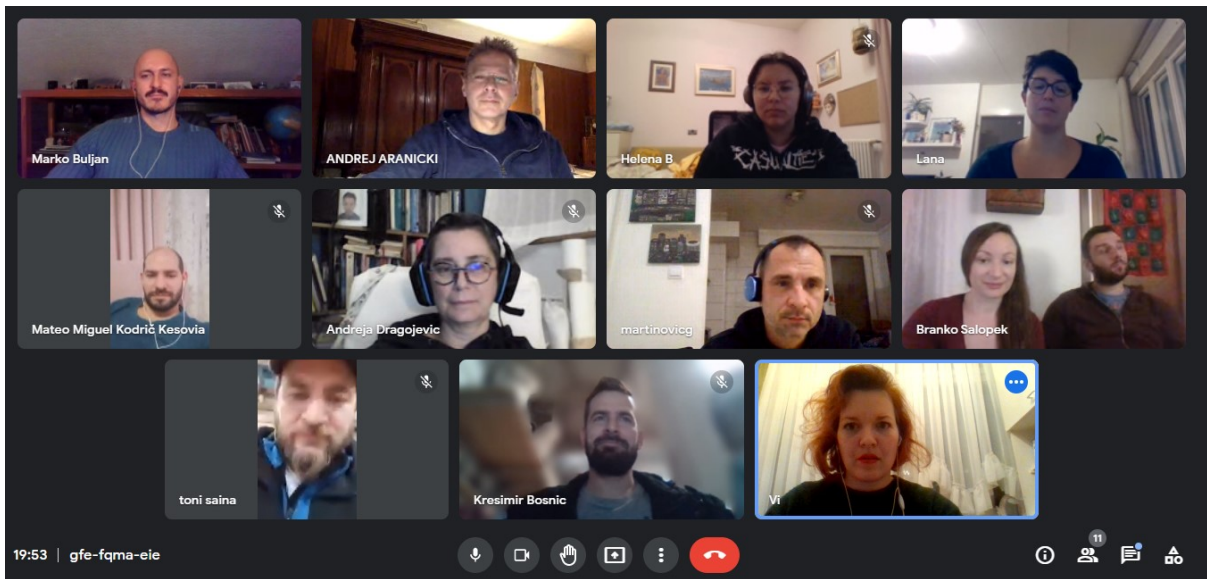 Marko Buljan
ANDREJ ARANICKI
Helena B
CASUALTIES
Lana
Mateo Miguel Kodrič Kesovia
Andreja Dragojevic
martinovicg
Branko Salopek
toni saina
Kresimir Bosnic
Vi
11
19:53 | gfe-fqma-eie